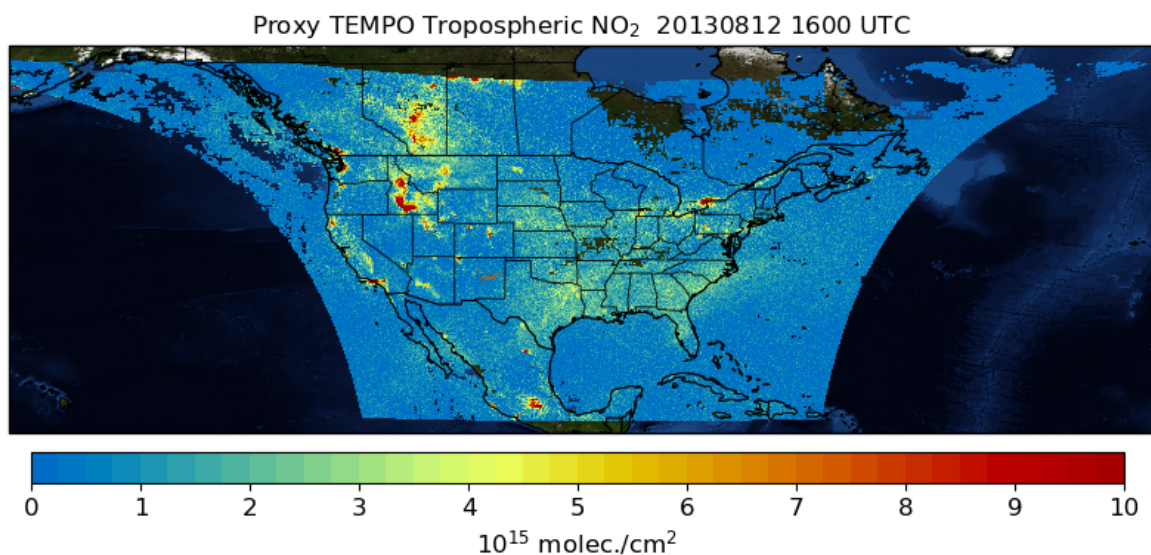 Proxy TEMPO Tropospheric NO₂ 20130812 1600 UTC
0 1 2 3 4 5 6 7 8 9 10
10¹⁵ molec./cm²